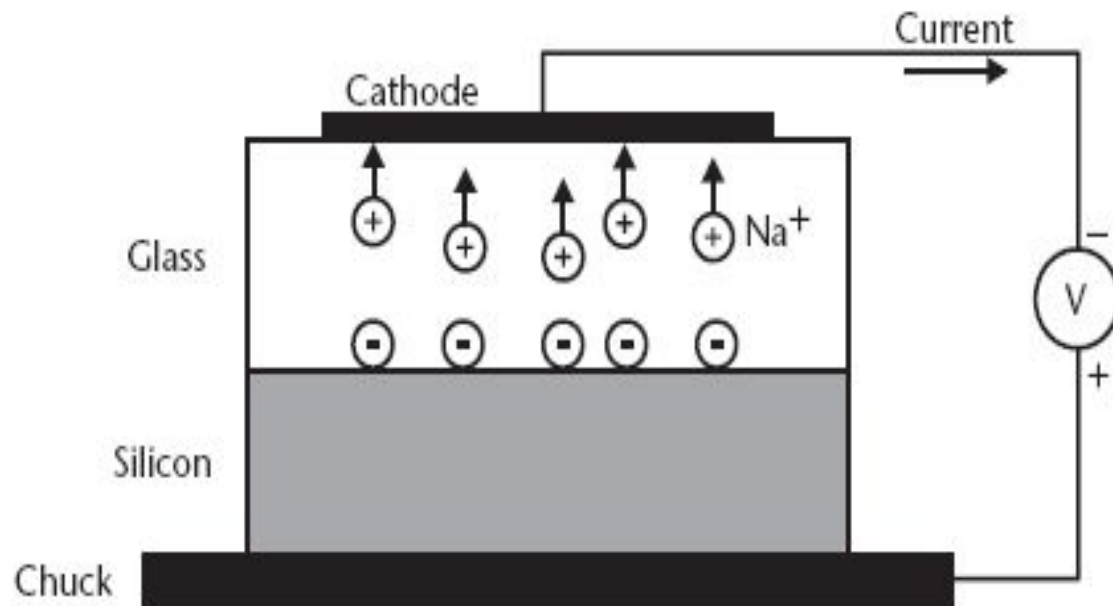 Current
Cathode
+ + + + + Na⁺
Glass
−
V
+
- - - - -
Silicon
Chuck